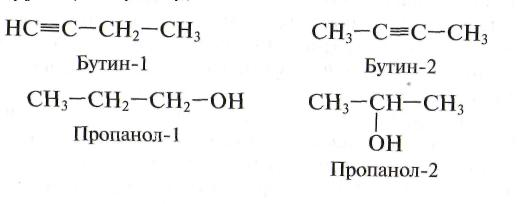 HC≡C—CH₂—CH₃
Бутин-1
CH₃—C≡C—CH₃
Бутин-2
CH₃—CH₂—CH₂—OH
Пропанол-1
CH₃—CH—CH₃
|
OH
Пропанол-2